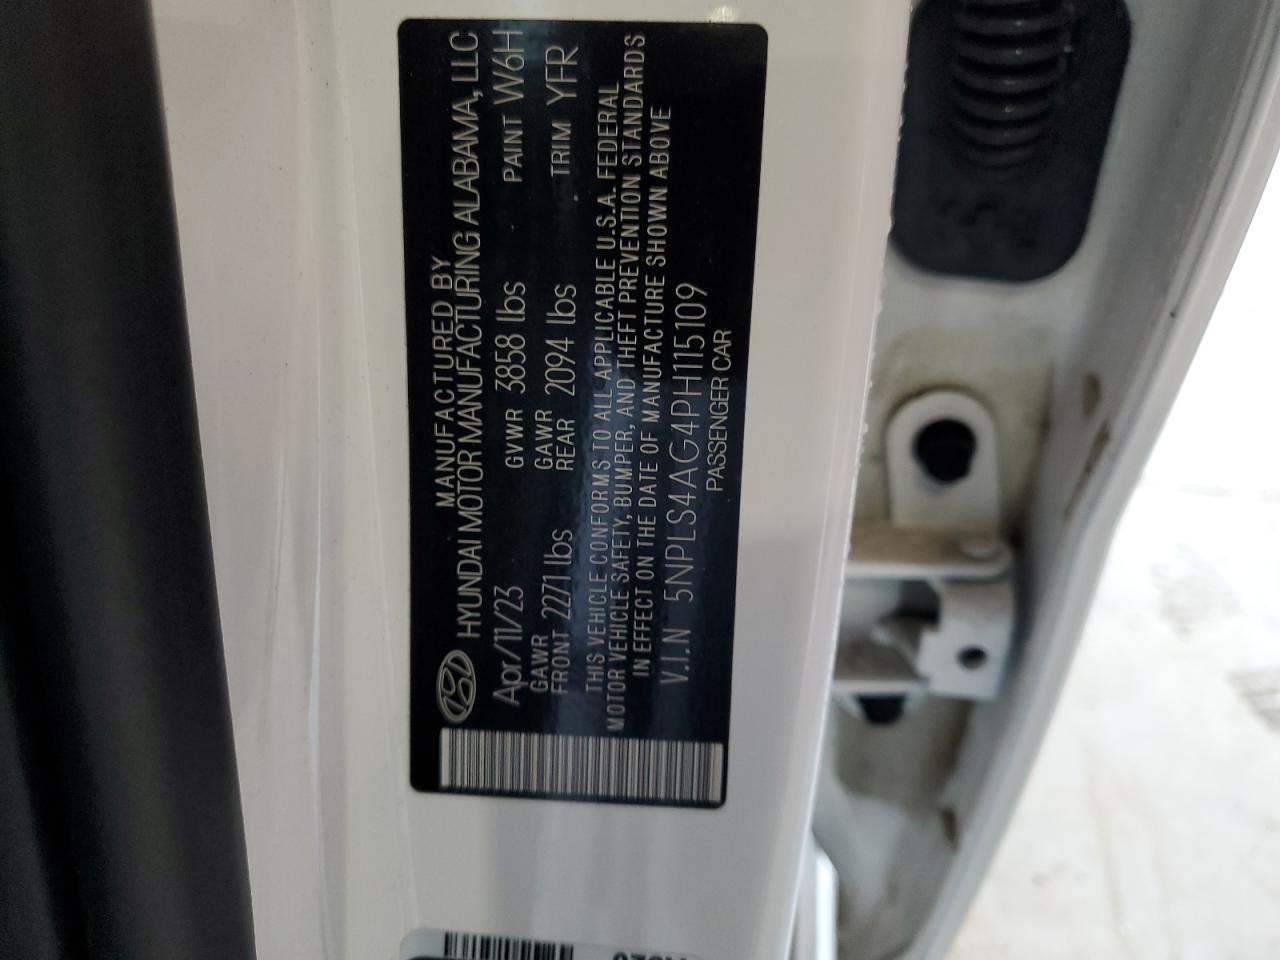 MANUFACTURED BY
HYUNDAI MOTOR MANUFACTURING ALABAMA, LLC
Apr/11/23 GVWR 3858 lbs PAINT W6H
GAWR FRONT 2271 lbs GAWR REAR 2094 lbs TRIM YFR
THIS VEHICLE CONFORMS TO ALL APPLICABLE U.S.A. FEDERAL
MOTOR VEHICLE SAFETY, BUMPER, AND THEFT PREVENTION STANDARDS
IN EFFECT ON THE DATE OF MANUFACTURE SHOWN ABOVE
V.I.N 5NPLS4AG4PH115109
PASSENGER CAR